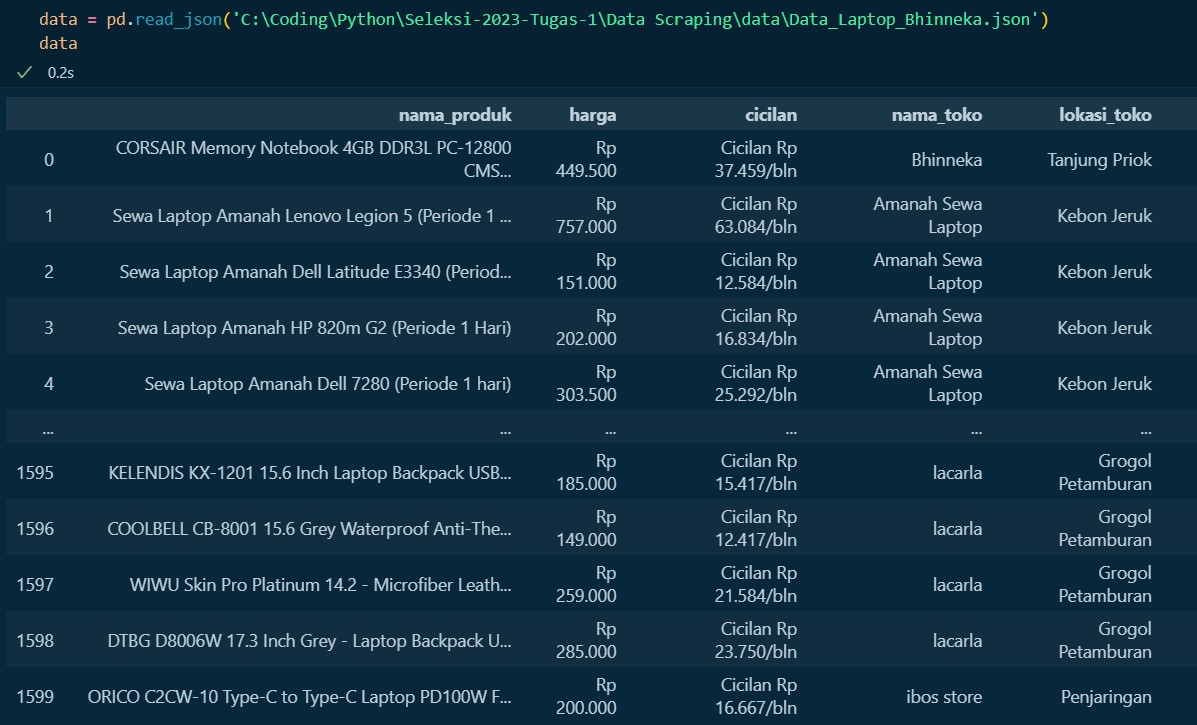 data = pd.read_json('C:\Coding\Python\Seleksi-2023-Tugas-1\Data Scraping\data\Data_Laptop_Bhinneka.json')
data
0.2s
nama_produk harga cicilan nama_toko lokasi_toko
0 CORSAIR Memory Notebook 4GB DDR3L PC-12800 CMS... Rp 449.500 Cicilan Rp 37.459/bln Bhinneka Tanjung Priok
1 Sewa Laptop Amanah Lenovo Legion 5 (Periode 1 ... Rp 757.000 Cicilan Rp 63.084/bln Amanah Sewa Laptop Kebon Jeruk
2 Sewa Laptop Amanah Dell Latitude E3340 (Period... Rp 151.000 Cicilan Rp 12.584/bln Amanah Sewa Laptop Kebon Jeruk
3 Sewa Laptop Amanah HP 820m G2 (Periode 1 Hari) Rp 202.000 Cicilan Rp 16.834/bln Amanah Sewa Laptop Kebon Jeruk
4 Sewa Laptop Amanah Dell 7280 (Periode 1 hari) Rp 303.500 Cicilan Rp 25.292/bln Amanah Sewa Laptop Kebon Jeruk
... ... ... ... ... ...
1595 KELENDIS KX-1201 15.6 Inch Laptop Backpack USB... Rp 185.000 Cicilan Rp 15.417/bln lacarla Grogol Petamburan
1596 COOLBELL CB-8001 15.6 Grey Waterproof Anti-The... Rp 149.000 Cicilan Rp 12.417/bln lacarla Grogol Petamburan
1597 WIWU Skin Pro Platinum 14.2 - Microfiber Leath... Rp 259.000 Cicilan Rp 21.584/bln lacarla Grogol Petamburan
1598 DTBG D8006W 17.3 Inch Grey - Laptop Backpack U... Rp 285.000 Cicilan Rp 23.750/bln lacarla Grogol Petamburan
1599 ORICO C2CW-10 Type-C to Type-C Laptop PD100W F... Rp 200.000 Cicilan Rp 16.667/bln ibos store Penjaringan